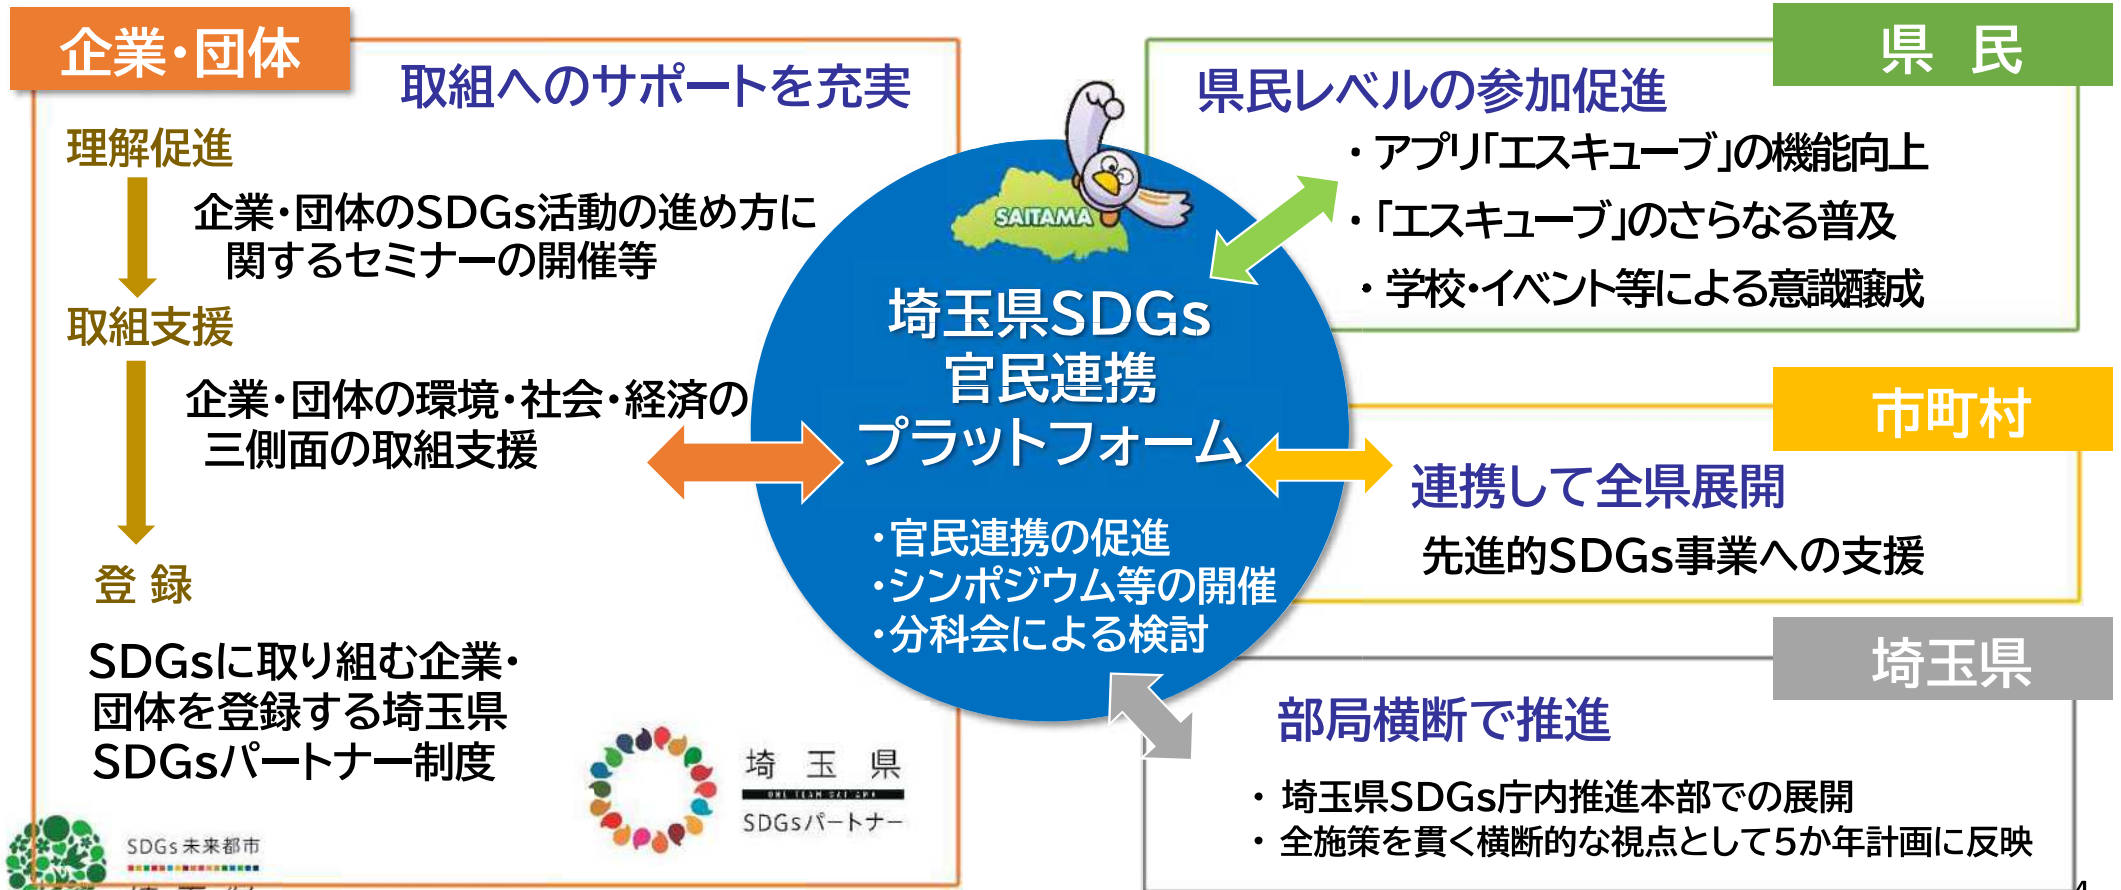 企業・団体
取組へのサポートを充実
理解促進
企業・団体のSDGs活動の進め方に
関するセミナーの開催等
取組支援
企業・団体の環境・社会・経済の
三側面の取組支援
登 録
SDGsに取り組む企業・
団体を登録する埼玉県
SDGsパートナー制度
埼 玉 県
ONE TEAM SAITAMA
SDGsパートナー
SDGs未来都市
SAITAMA
埼玉県SDGs
官民連携
プラットフォーム
・官民連携の促進
・シンポジウム等の開催
・分科会による検討
県 民
県民レベルの参加促進
・アプリ「エスキューブ」の機能向上
・「エスキューブ」のさらなる普及
・学校・イベント等による意識醸成
市町村
連携して全県展開
先進的SDGs事業への支援
埼玉県
部局横断で推進
・ 埼玉県SDGs庁内推進本部での展開
・ 全施策を貫く横断的な視点として5か年計画に反映